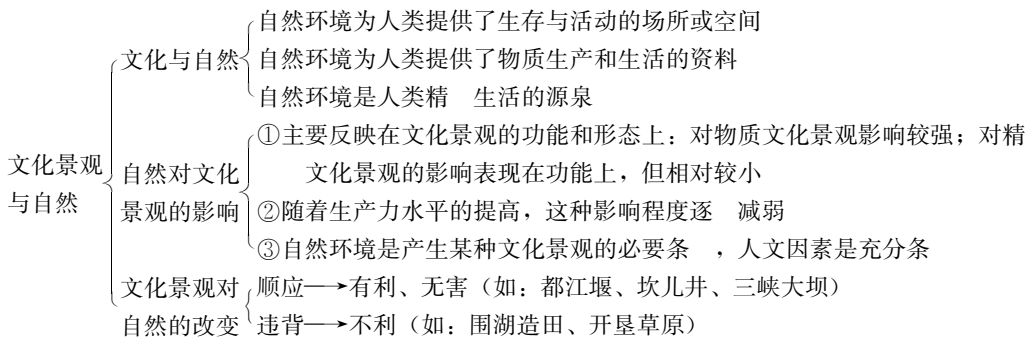 自然环境为人类提供了生存与活动的场所或空间
文化与自然
自然环境为人类提供了物质生产和生活的资料
自然环境是人类精 生活的源泉
文化景观
与自然
①主要反映在文化景观的功能和形态上：对物质文化景观影响较强；对精
自然对文化
景观的影响
文化景观的影响表现在功能上，但相对较小
②随着生产力水平的提高，这种影响程度逐 减弱
③自然环境是产生某种文化景观的必要条 ，人文因素是充分条
文化景观对
自然的改变
顺应→有利、无害（如：都江堰、坎儿井、三峡大坝）
违背→不利（如：围湖造田、开垦草原）